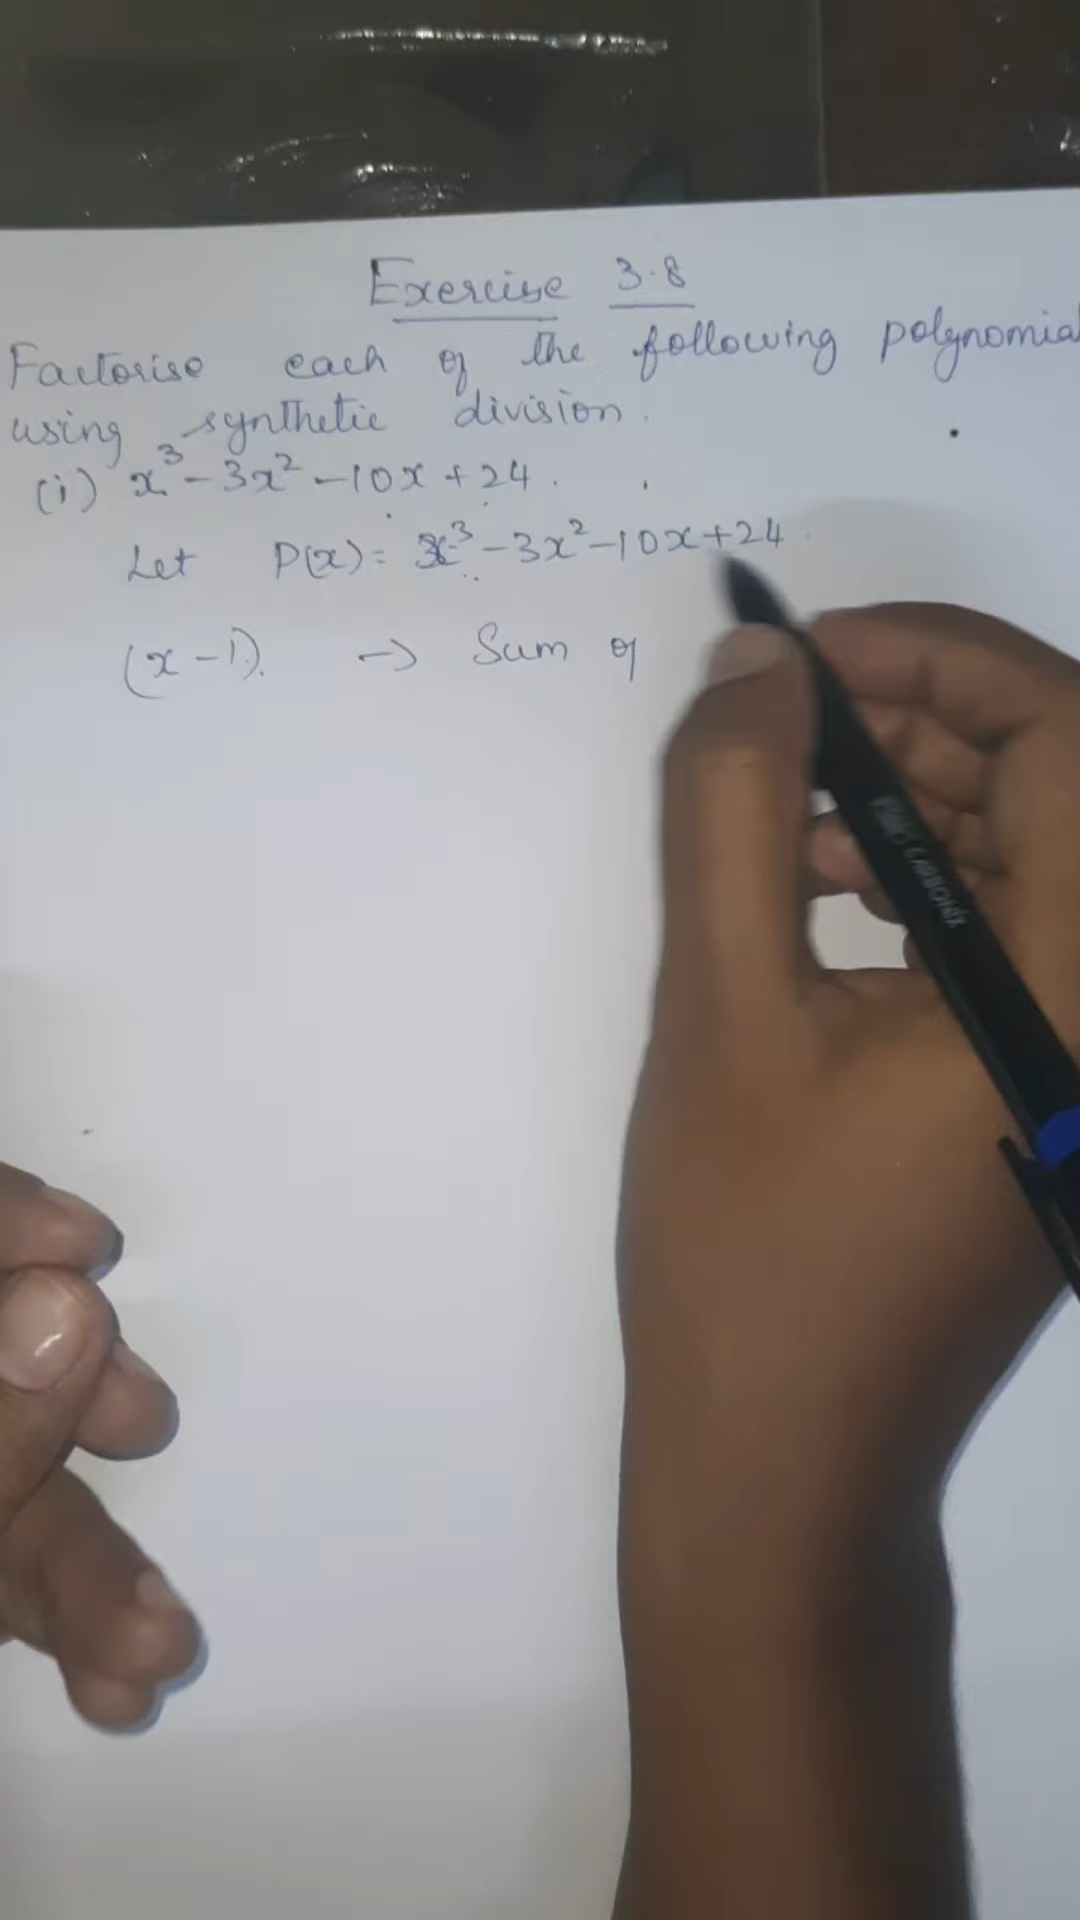 Exercise 3.8
Factorise each of the following polynomial
using synthetic division.
(i) x³ - 3x² - 10x + 24.
Let P(x) = x³ - 3x² - 10x + 24.
(x - 1). → Sum of